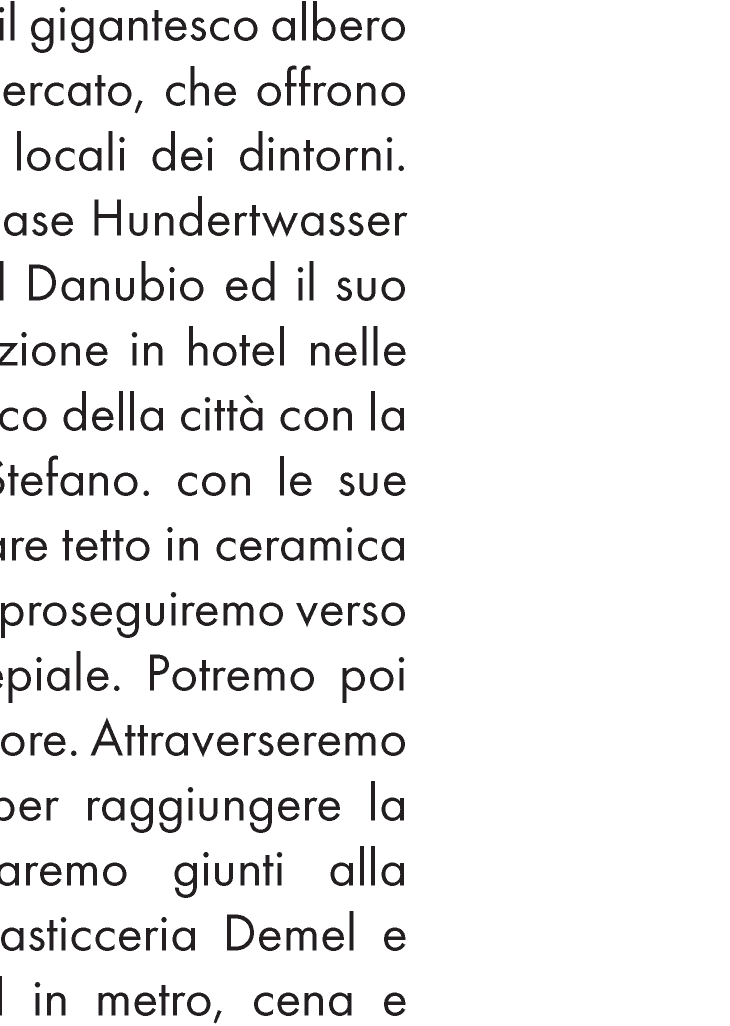 il gigantesco albero
ercato, che offrono
locali dei dintorni.
ase Hundertwasser
l Danubio ed il suo
zione in hotel nelle
co della città con la
Stefano. con le sue
are tetto in ceramica
proseguiremo verso
epiale. Potremo poi
ore. Attraverseremo
per raggiungere la
aremo giunti alla
asticceria Demel e
l in metro, cena e